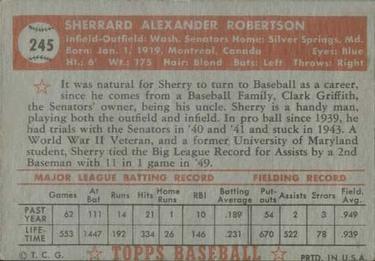 245
SHERRARD ALEXANDER ROBERTSON
Infield-Outfield: Wash. Senators Home: Silver Springs, Md.
Born: Jan. 1, 1919, Montreal, Canada Eyes: Blue
Ht.: 6' Wt.: 175 Hair: Blond Bats: Left Throws: Right
It was natural for Sherry to turn to Baseball as a career,
since he comes from a Baseball Family, Clark Griffith,
the Senators' owner, being his uncle. Sherry is a handy man,
playing both the outfield and infield. In pro ball since 1939, he
had trials with the Senators in '40 and '41 and stuck in 1943. A
World War II Veteran, and a former University of Maryland
student, Sherry tied the Big League Record for Assists by a 2nd
Baseman with 11 in 1 game in '49.
MAJOR LEAGUE BATTING RECORD FIELDING RECORD
Games At Bat Runs Hits Home Runs RBI Batting Average Put-outs Assists Errors Field. Avg.
PAST YEAR 62 111 14 21 1 10 .189 54 2 3 .949
LIFE-TIME 553 1447 192 334 26 146 .231 670 522 78 .939
© T. C. G. TOPPS BASEBALL PRTD. IN U.S.A.